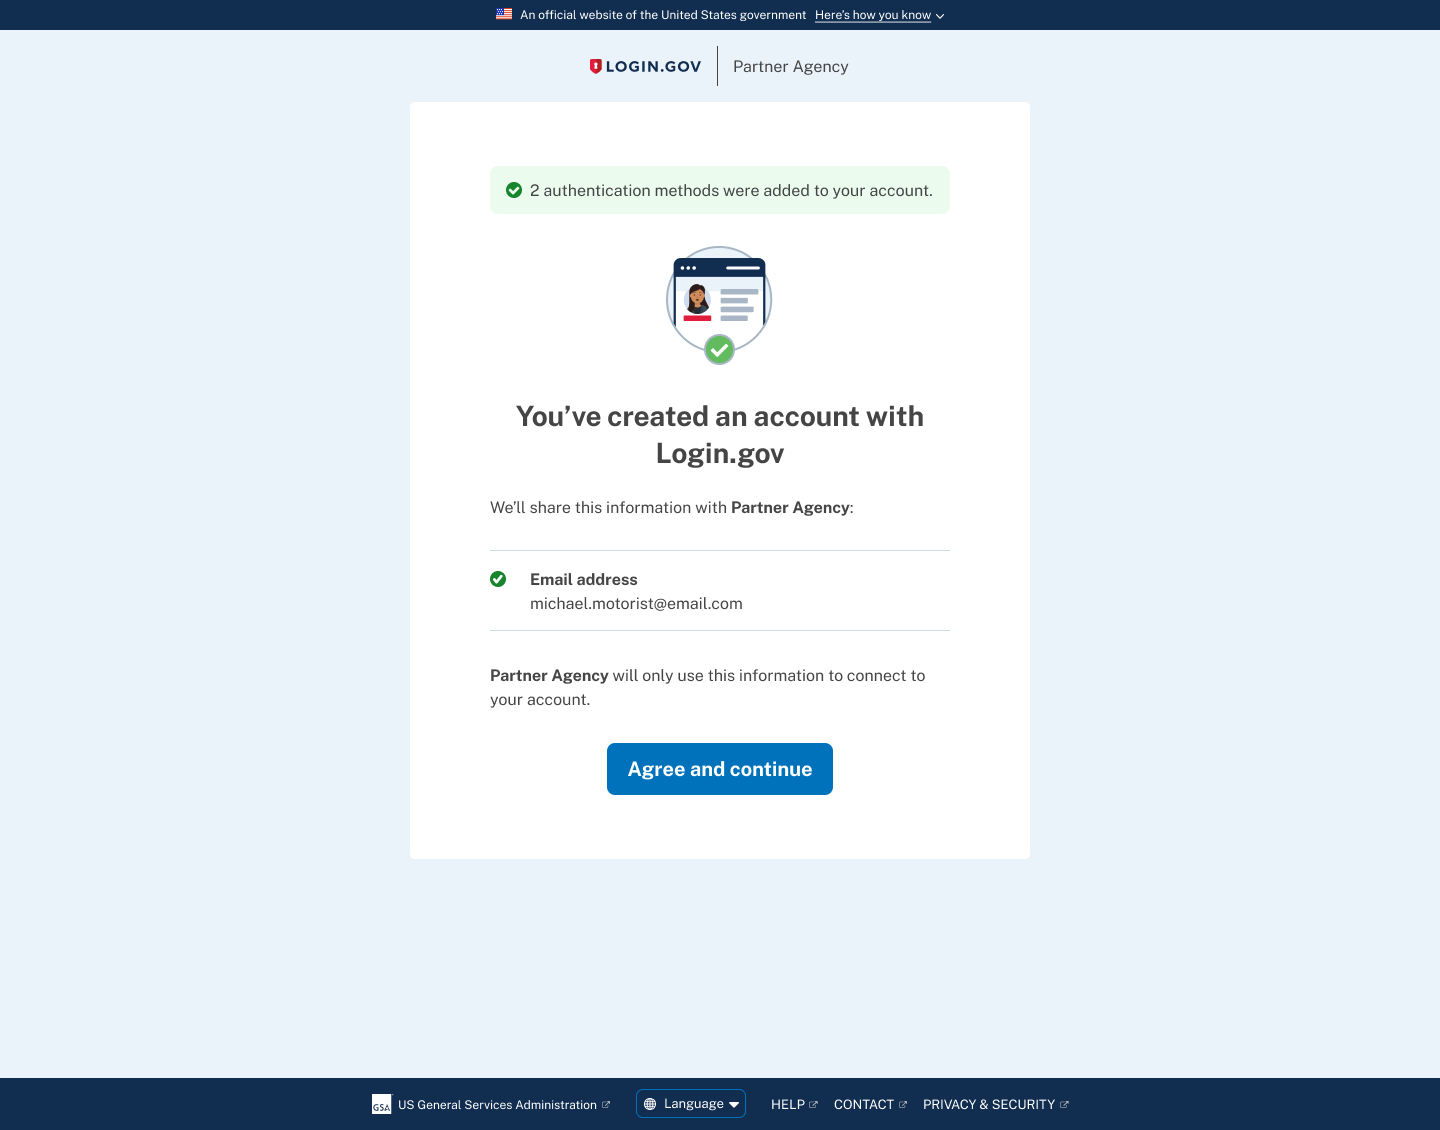 An official website of the United States government Here's how you know
LOGIN.GOV Partner Agency
2 authentication methods were added to your account.
You’ve created an account with
Login.gov
We’ll share this information with Partner Agency:
Email address
michael.motorist@email.com
Partner Agency will only use this information to connect to
your account.
Agree and continue
GSA US General Services Administration Language HELP CONTACT PRIVACY & SECURITY